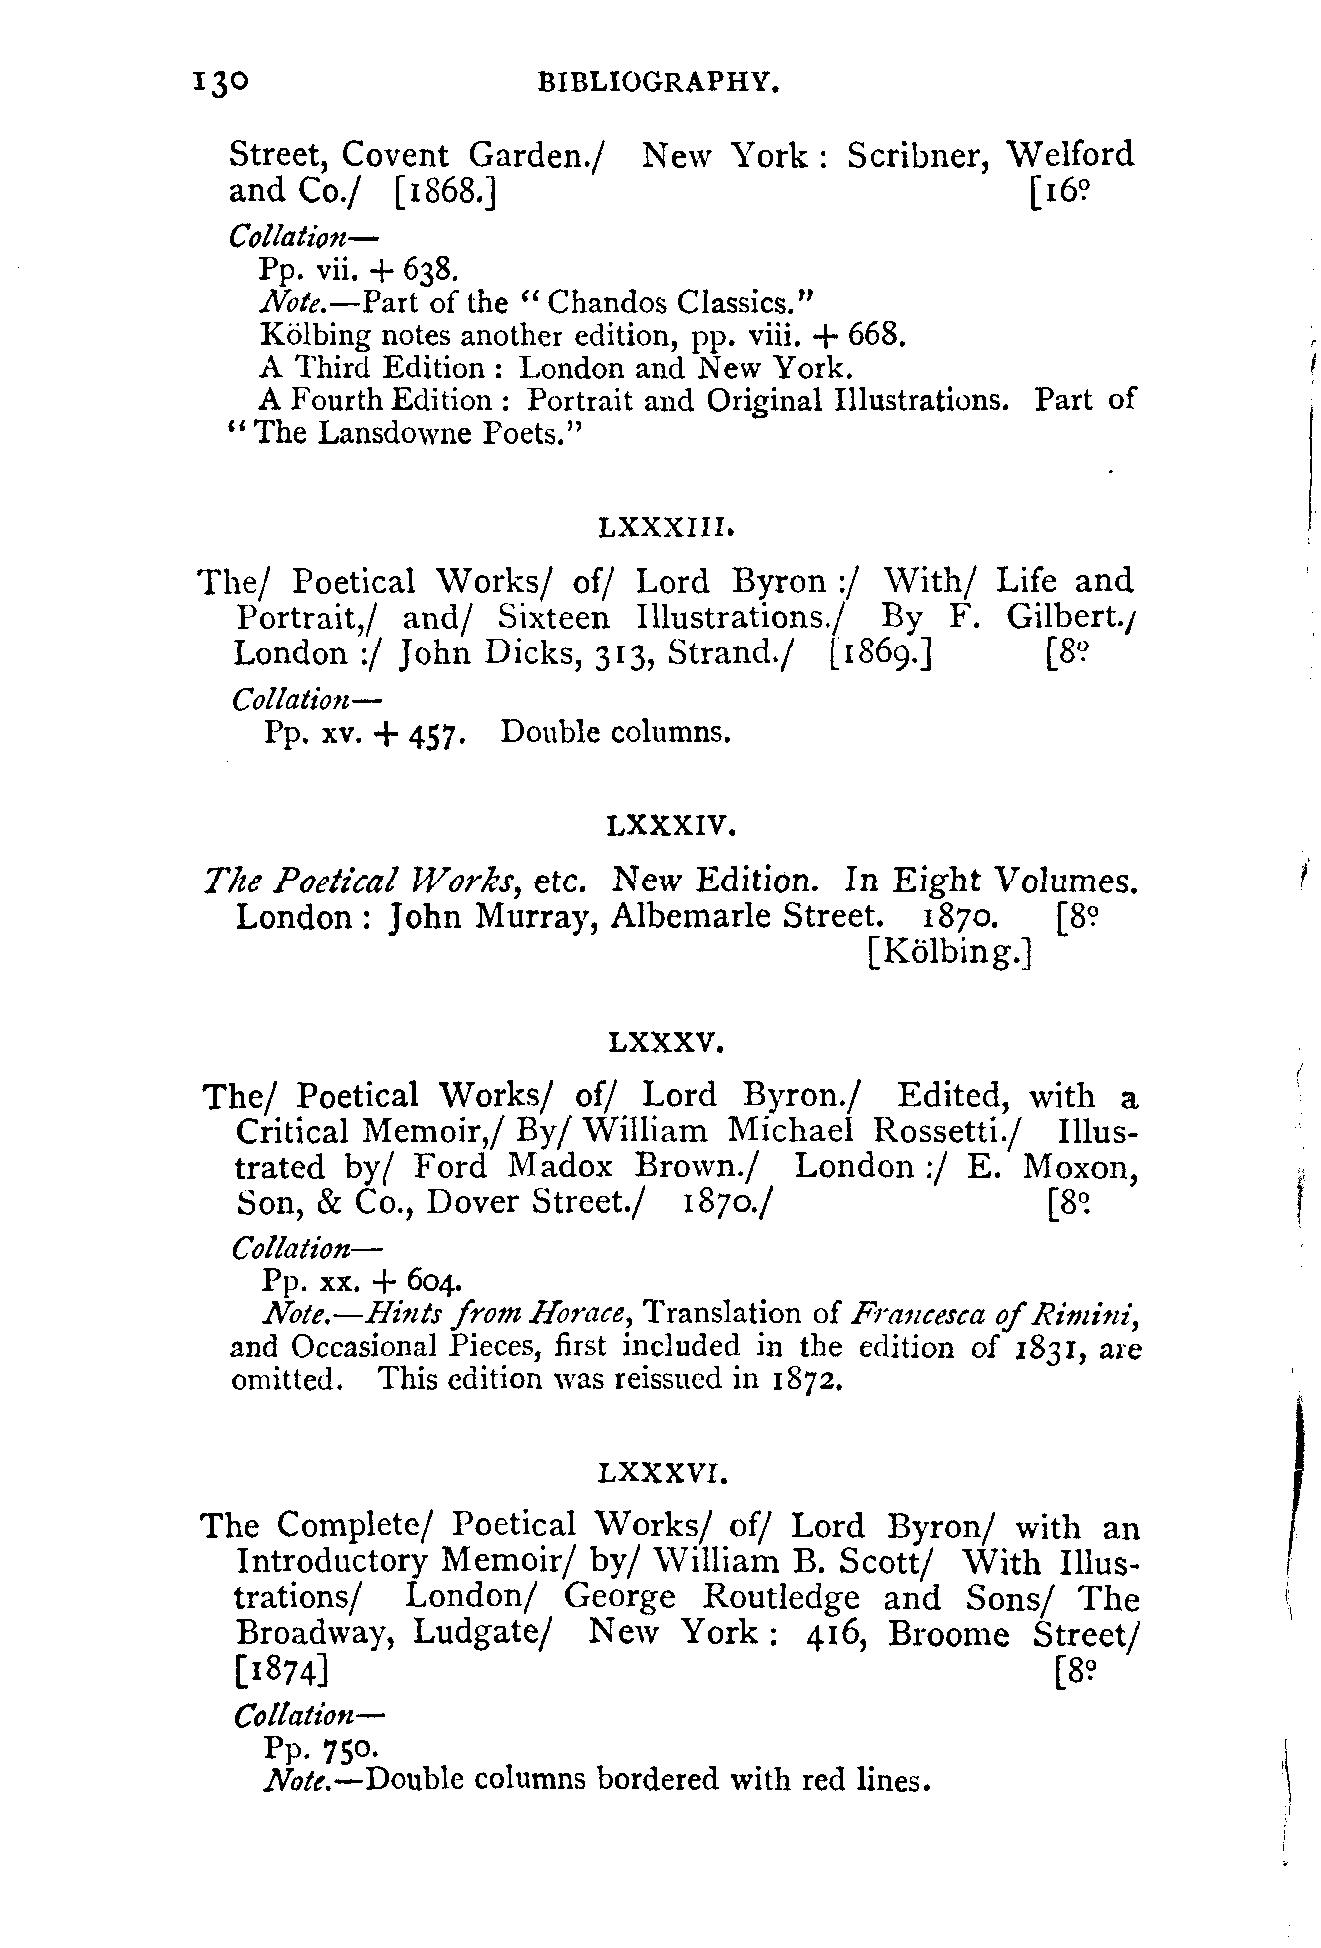 130 BIBLIOGRAPHY.
Street, Covent Garden./ New York : Scribner, Welford
and Co./ [1868.] [16º
Collation—
Pp. vii. + 638.
Note.—Part of the “Chandos Classics.”
Kölbing notes another edition, pp. viii. + 668.
A Third Edition : London and New York.
A Fourth Edition : Portrait and Original Illustrations. Part of
“The Lansdowne Poets.”
LXXXIII.
The/ Poetical Works/ of/ Lord Byron :/ With/ Life and
Portrait,/ and/ Sixteen Illustrations./ By F. Gilbert./
London :/ John Dicks, 313, Strand./ [1869.] [8º
Collation—
Pp. xv. + 457. Double columns.
LXXXIV.
The Poetical Works, etc. New Edition. In Eight Volumes.
London : John Murray, Albemarle Street. 1870. [8º
[Kölbing.]
LXXXV.
The/ Poetical Works/ of/ Lord Byron./ Edited, with a
Critical Memoir,/ By/ William Michael Rossetti./ Illus-
trated by/ Ford Madox Brown./ London :/ E. Moxon,
Son, & Co., Dover Street./ 1870./ [8º
Collation—
Pp. xx. + 604.
Note.—Hints from Horace, Translation of Francesca of Rimini,
and Occasional Pieces, first included in the edition of 1831, are
omitted. This edition was reissued in 1872.
LXXXVI.
The Complete/ Poetical Works/ of/ Lord Byron/ with an
Introductory Memoir/ by/ William B. Scott/ With Illus-
trations/ London/ George Routledge and Sons/ The
Broadway, Ludgate/ New York : 416, Broome Street/
[1874] [8º
Collation—
Pp. 750.
Note.—Double columns bordered with red lines.